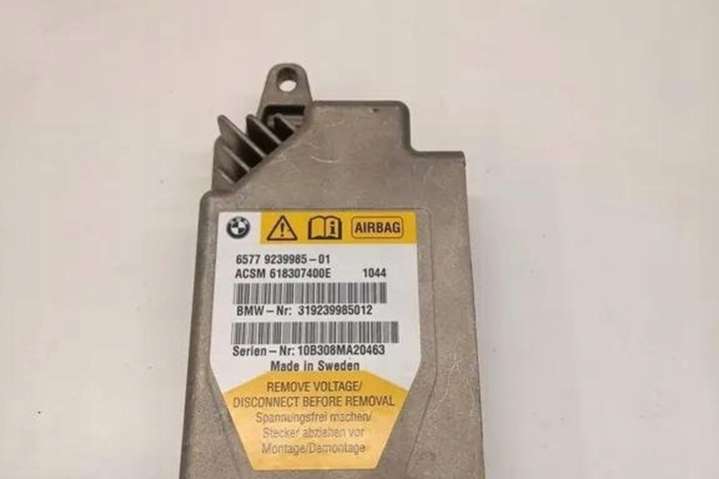 AIRBAG
6577 9239985-01
ACSM 618307400E 1044
BMW-Nr: 319239985012
Serien-Nr: 10B308MA20463
Made in Sweden
REMOVE VOLTAGE/
DISCONNECT BEFORE REMOVAL
Spannungsfrei machen/
Stecker abziehen vor
Montage/Demontage